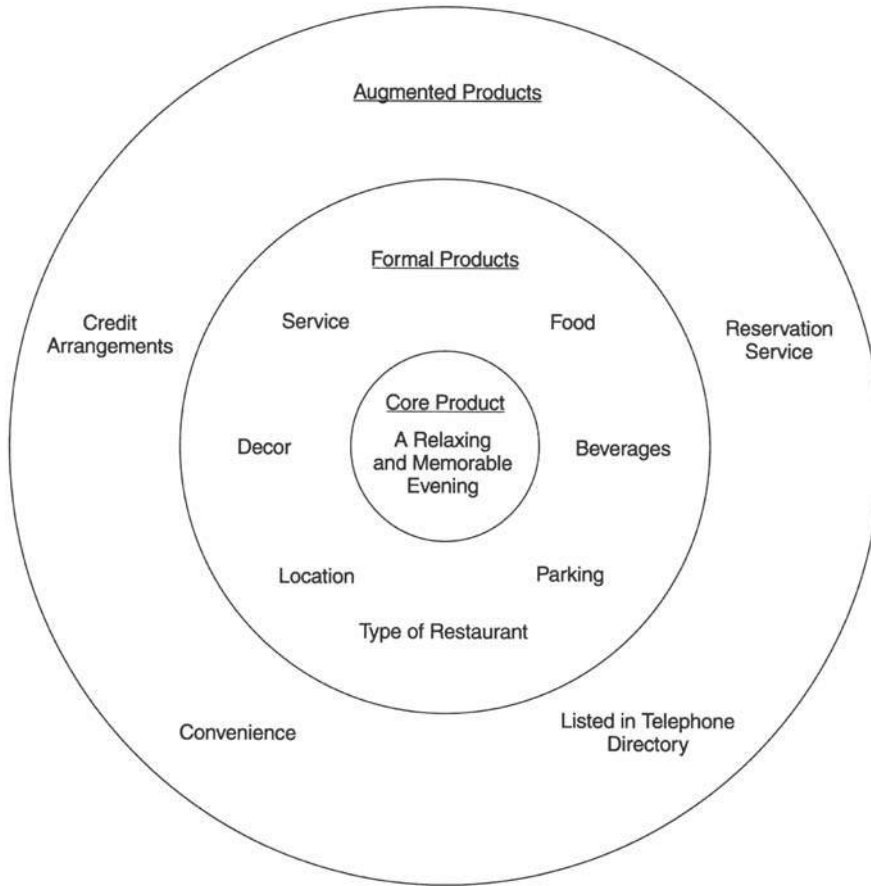 Augmented Products
Formal Products
Service
Food
Credit
Arrangements
Reservation
Service
Core Product
A Relaxing
and Memorable
Evening
Decor
Beverages
Location
Parking
Type of Restaurant
Convenience
Listed in Telephone
Directory